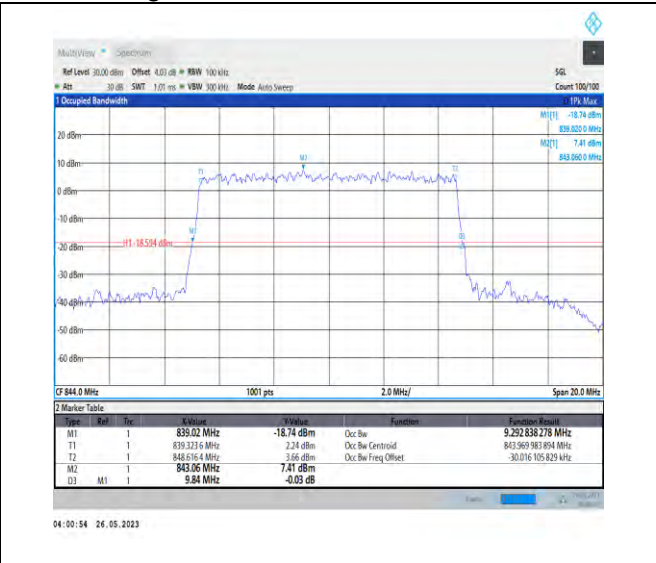 MultiView Spectrum
Ref Level 30.00 dBm Offset 4.03 dB RBW 100 kHz SGL
Att 30 dB SWT 1.01 ms VBW 300 kHz Mode Auto Sweep Count 100/100
1 Occupied Bandwidth 1Pk Max
M1[1] -18.74 dBm
839.020 0 MHz
M2[1] 7.41 dBm
843.060 0 MHz
20 dBm
10 dBm
M2
T1 T2
0 dBm
-10 dBm
M1
D3
-20 dBm
H1 -18.594 dBm
-30 dBm
-40 dBm
-50 dBm
-60 dBm
CF 844.0 MHz 1001 pts 2.0 MHz/ Span 20.0 MHz
2 Marker Table
Type Ref Trc X-Value Y-Value Function Function Result
M1 1 839.02 MHz -18.74 dBm Occ Bw 9.292 838 278 MHz
T1 1 839.323 6 MHz 2.24 dBm Occ Bw Centroid 843.969 983 894 MHz
T2 1 848.616 4 MHz 3.66 dBm Occ Bw Freq Offset -30.016 105 829 kHz
M2 1 843.06 MHz 7.41 dBm
D3 M1 1 9.84 MHz -0.03 dB
04:00:54 26.05.2023